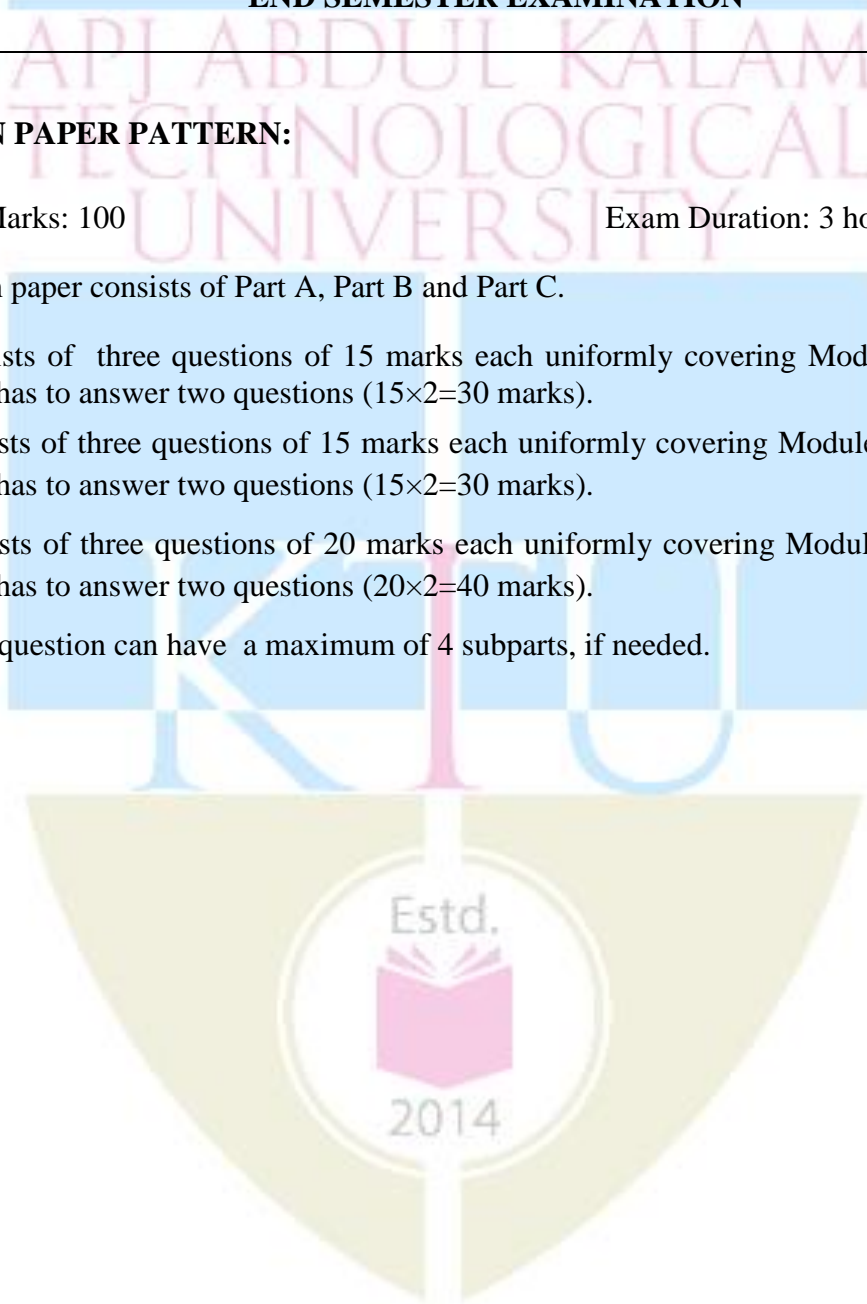 END SEMESTER EXAMINATION
APJ ABDUL KALAM
TECHNOLOGICAL
UNIVERSITY
N PAPER PATTERN:
Marks: 100 Exam Duration: 3 ho
n paper consists of Part A, Part B and Part C.
ists of three questions of 15 marks each uniformly covering Mod
has to answer two questions (15×2=30 marks).
sts of three questions of 15 marks each uniformly covering Module
has to answer two questions (15×2=30 marks).
sts of three questions of 20 marks each uniformly covering Modul
has to answer two questions (20×2=40 marks).
question can have a maximum of 4 subparts, if needed.
KTU
Estd.
2014